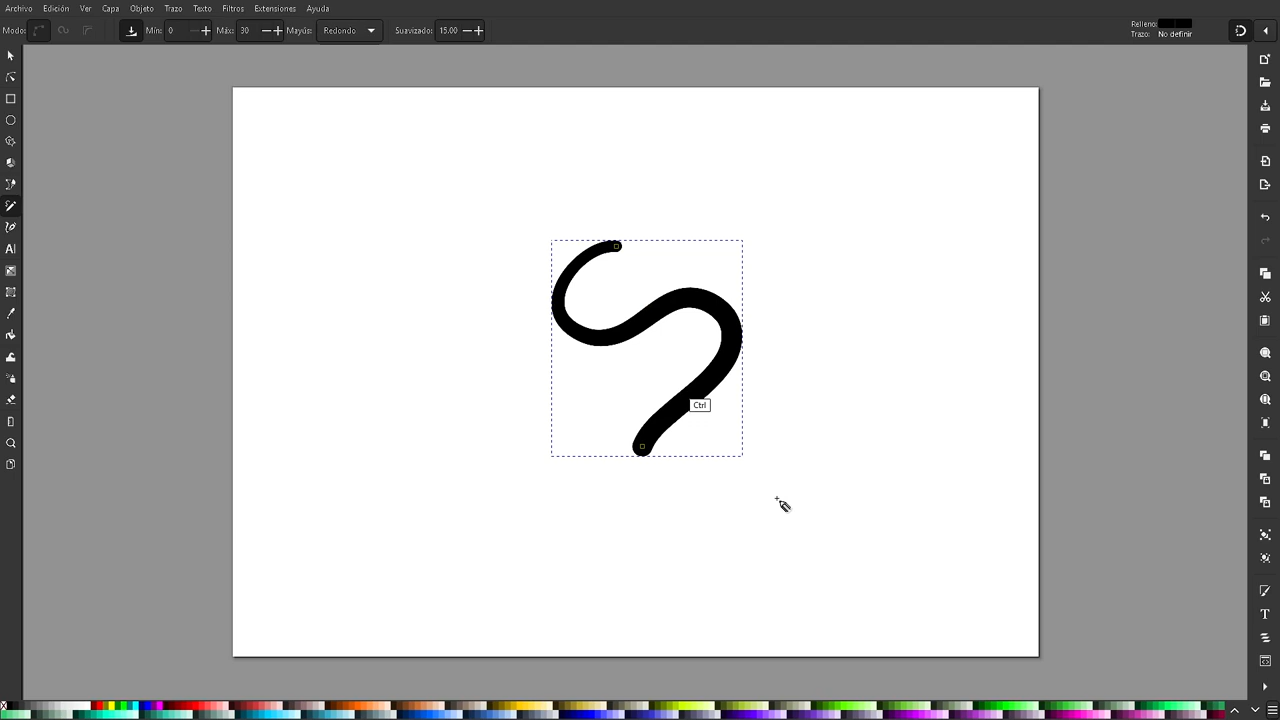 Archivo Edición Ver Capa Objeto Trazo Texto Filtros Extensiones Ayuda
Modo: Mín: 0 Máx: 30 Mayús: Redondo Suavizado: 15.00 Relleno:
Trazo: No definir
Ctrl